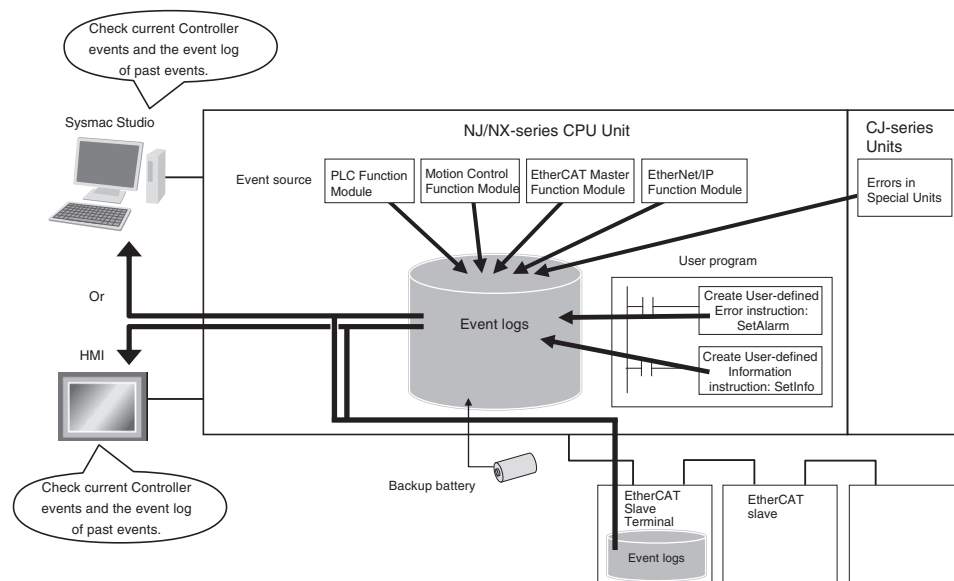 Check current Controller
events and the event log
of past events.
Sysmac Studio
NJ/NX-series CPU Unit
CJ-series
Units
Event source
PLC Function
Module
Motion Control
Function Module
EtherCAT Master
Function Module
EtherNet/IP
Function Module
Errors in
Special Units
User program
Or
Event logs
Create User-defined
Error instruction:
SetAlarm
HMI
Create User-defined
Information
instruction: SetInfo
Check current Controller
events and the event log
of past events.
Backup battery
EtherCAT
Slave
Terminal
EtherCAT
slave
Event logs